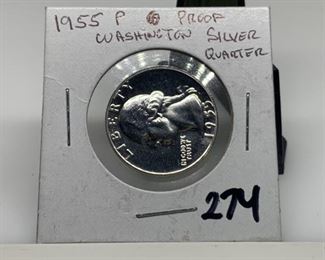 1955 P PROOF
WASHINGTON SILVER
QUARTER
LIBERTY
IN GOD WE TRUST
1955
274